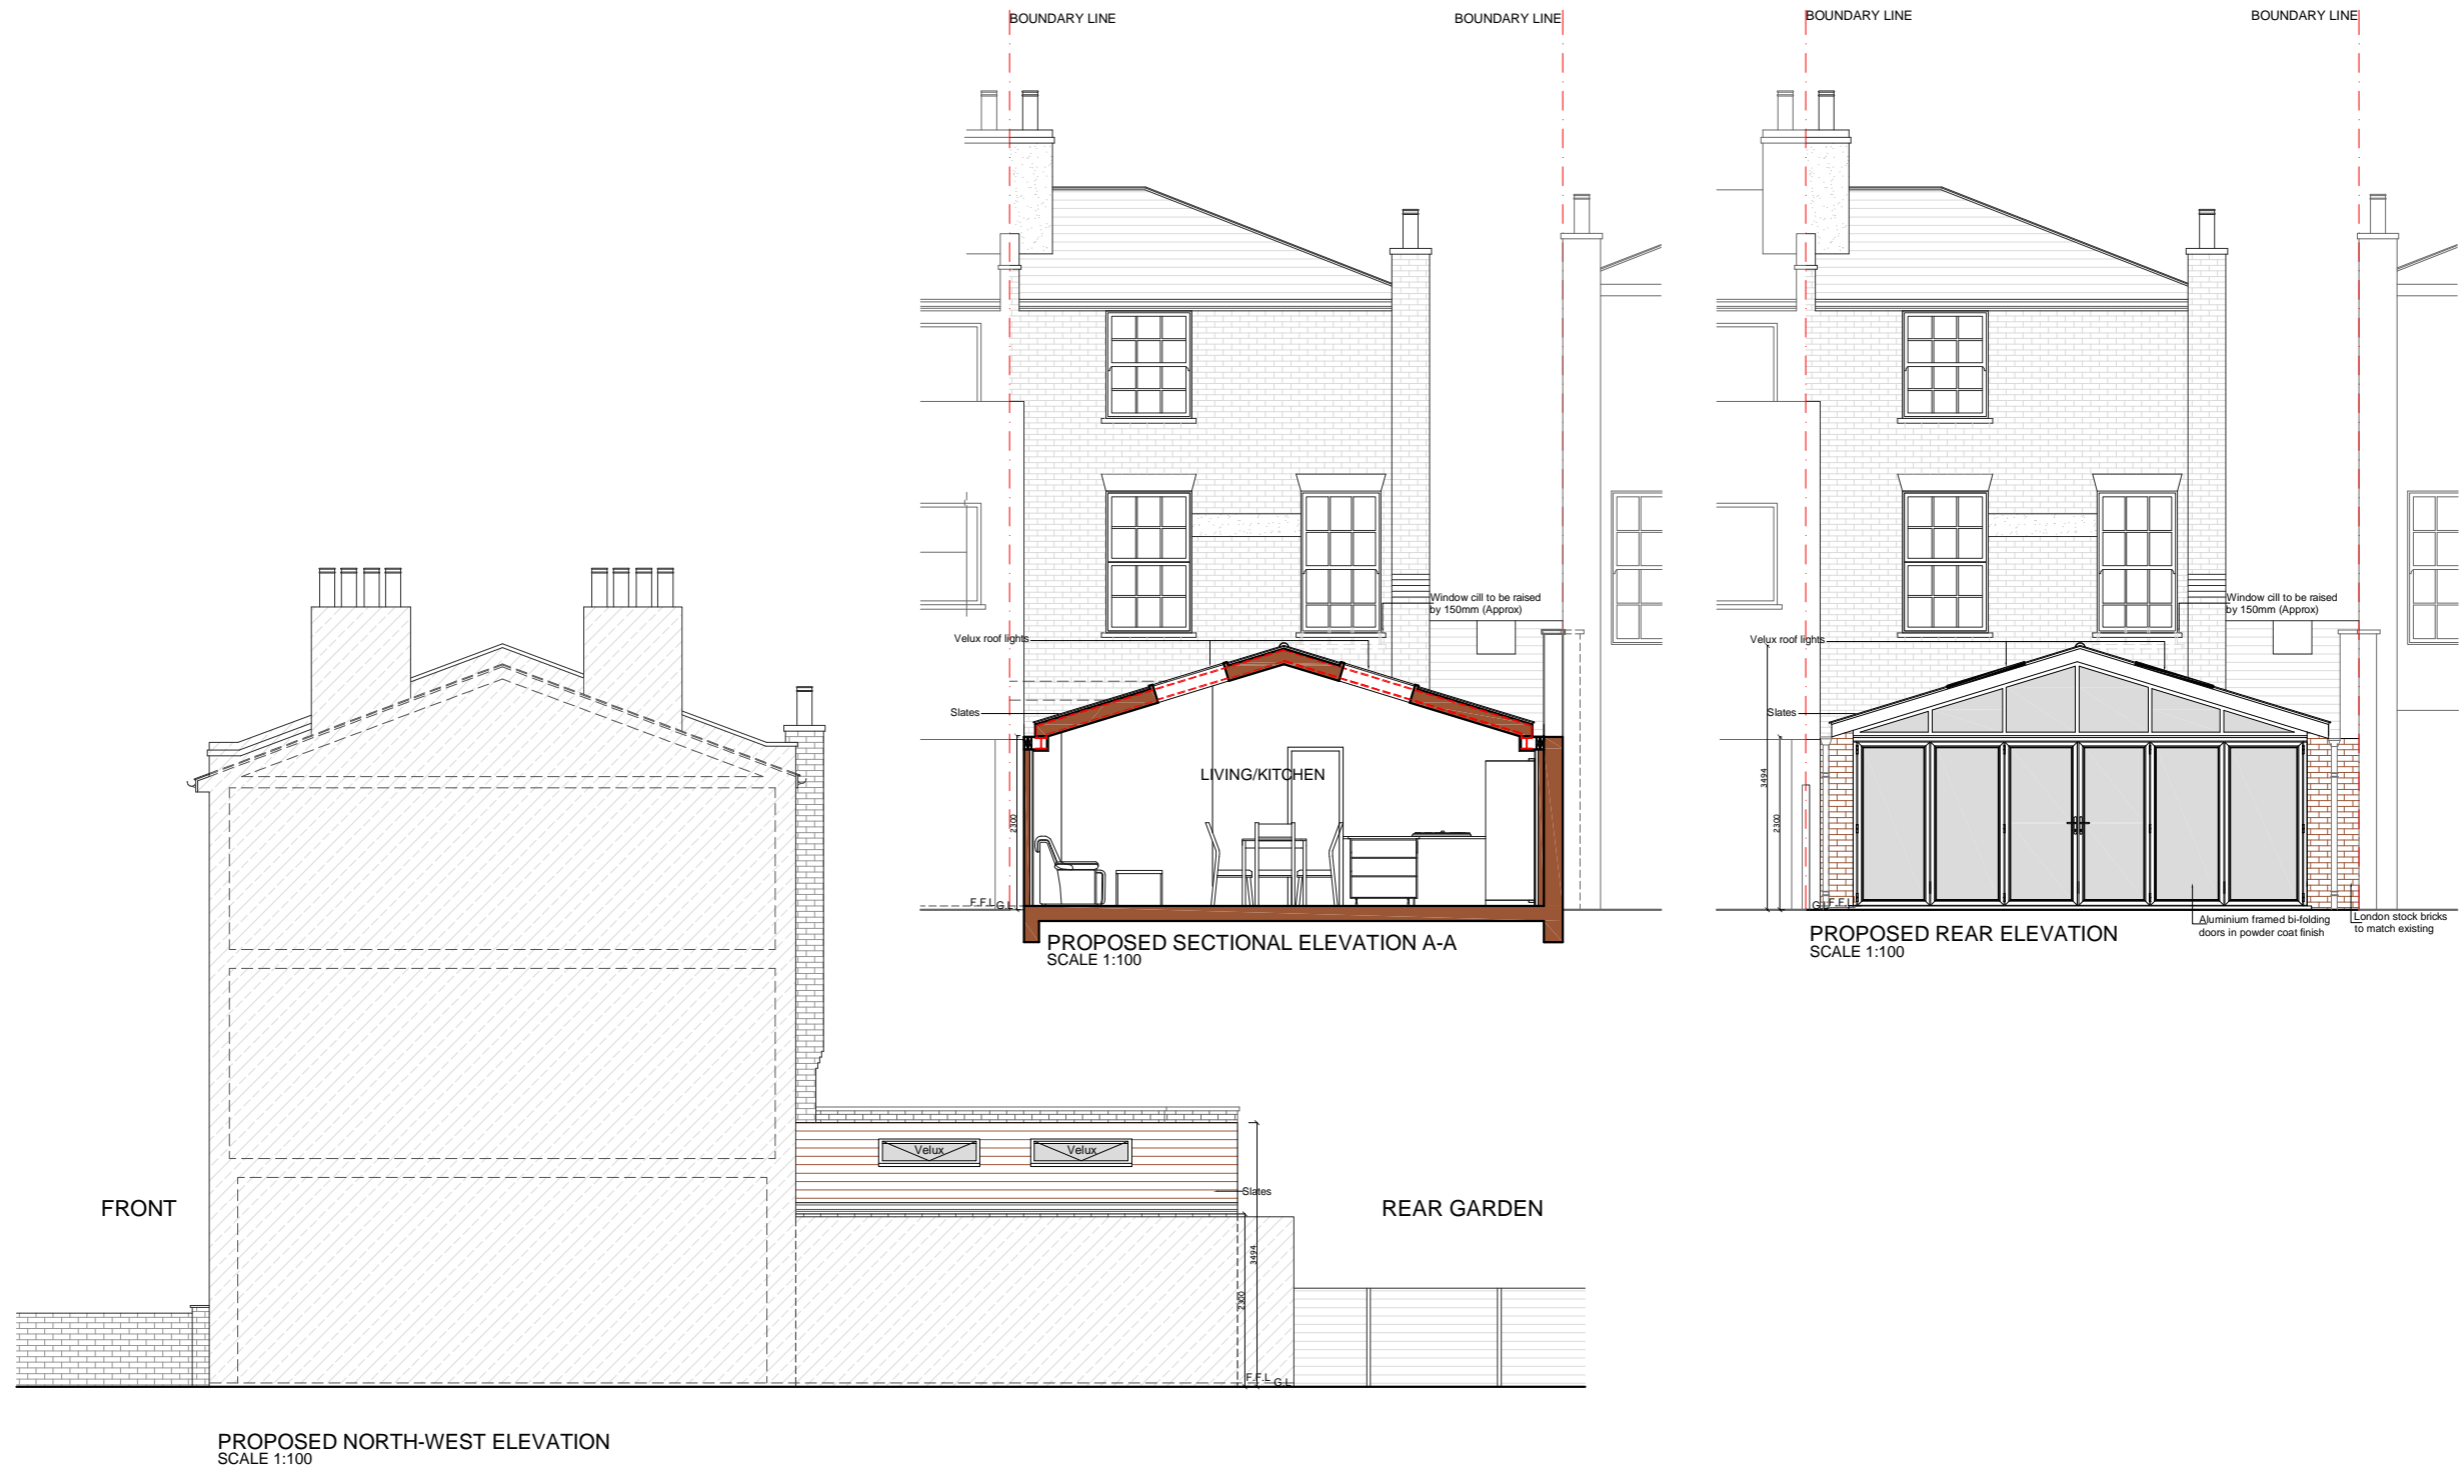 BOUNDARY LINE
BOUNDARY LINE
Window cill to be raised
by 150mm (Approx)
Velux roof lights
Slates
2300
LIVING/KITCHEN
F.F.L
G.L
PROPOSED SECTIONAL ELEVATION A-A
SCALE 1:100
BOUNDARY LINE
BOUNDARY LINE
Window cill to be raised
by 150mm (Approx)
Velux roof lights
Slates
3494
2300
G.L
F.F.L
Aluminium framed bi-folding
doors in powder coat finish
London stock bricks
to match existing
PROPOSED REAR ELEVATION
SCALE 1:100
Velux
Velux
Slates
FRONT
REAR GARDEN
3494
2300
F.F.L
G.L
PROPOSED NORTH-WEST ELEVATION
SCALE 1:100